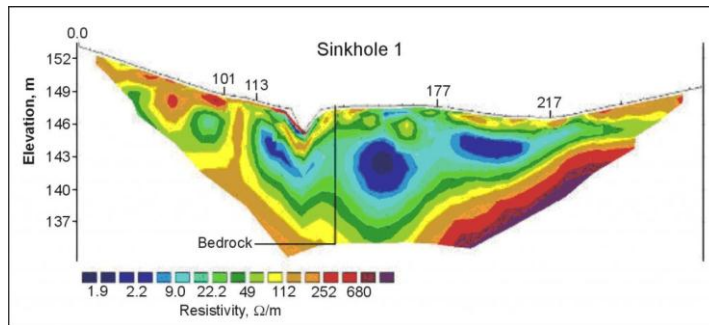 0.0
Sinkhole 1
152
149
146
143
140
137
Elevation, m
101
113
177
217
Bedrock
1.9 2.2 9.0 22.2 49 112 252 680
Resistivity, Ω/m